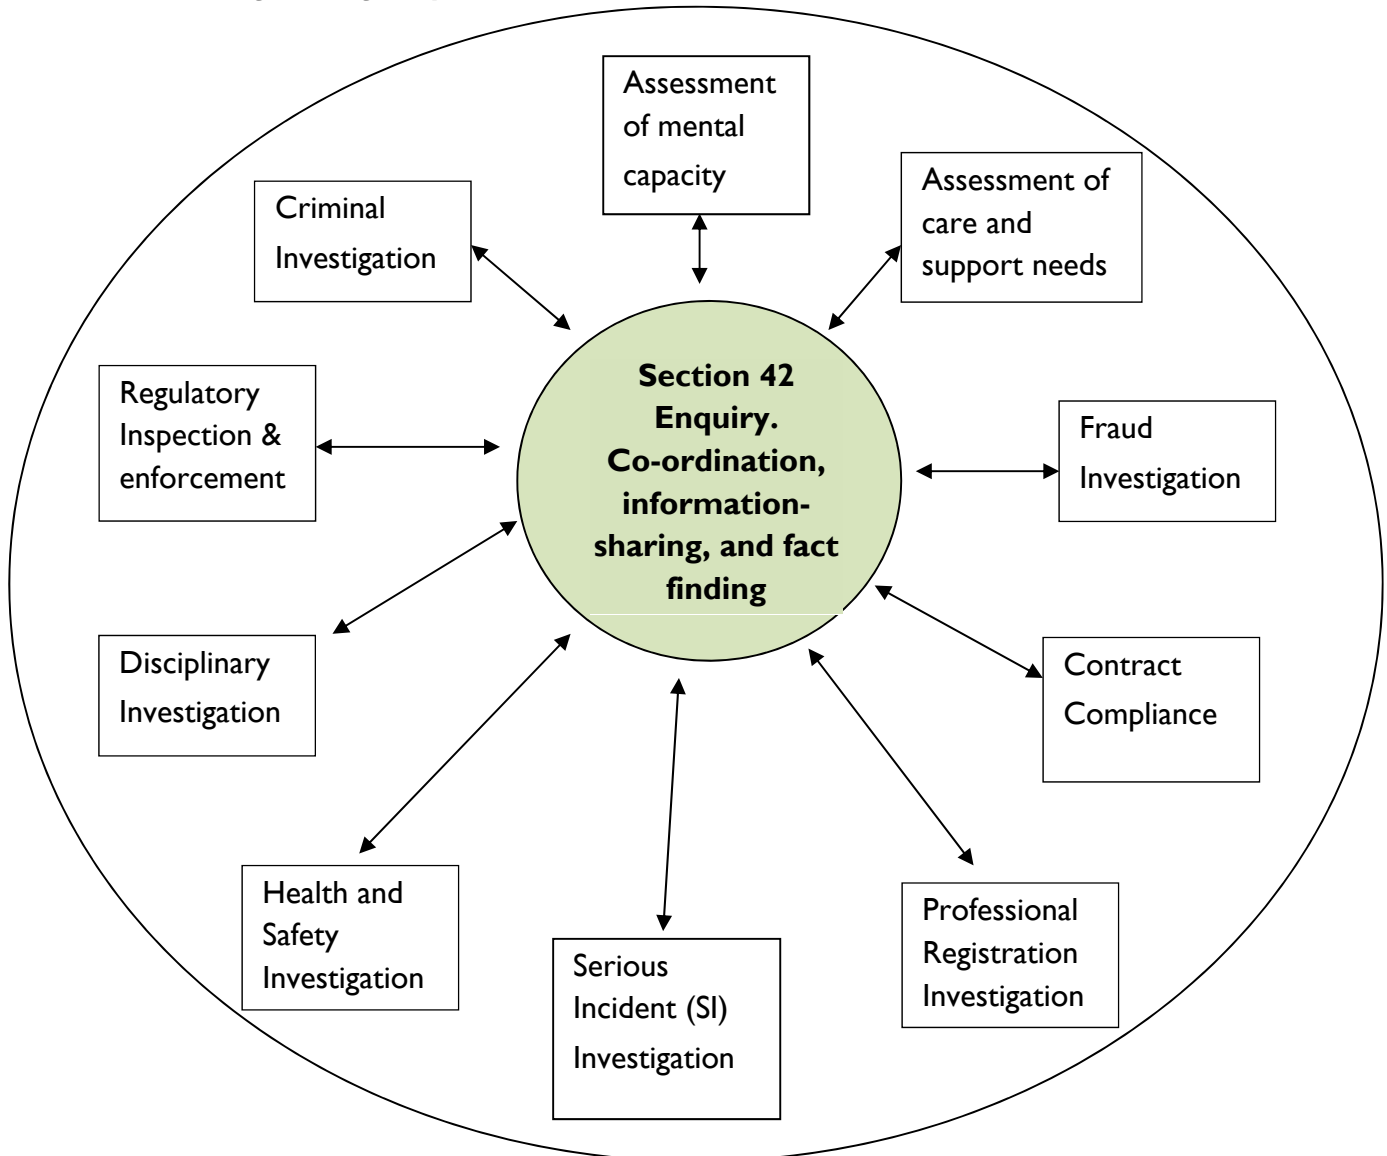 Assessment
of mental
capacity
Assessment of
care and
support needs
Criminal
Investigation
Regulatory
Inspection &
enforcement
Section 42
Enquiry.
Co-ordination,
information-
sharing, and fact
finding
Fraud
Investigation
Disciplinary
Investigation
Contract
Compliance
Health and
Safety
Investigation
Serious
Incident (SI)
Investigation
Professional
Registration
Investigation